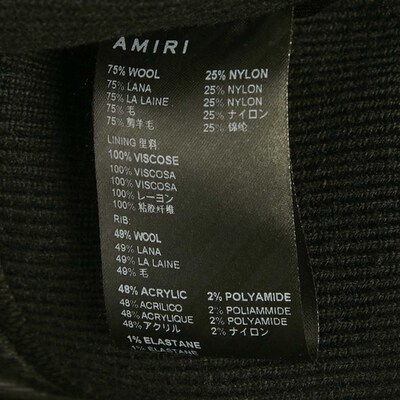 AMIRI
75% WOOL 25% NYLON
75% LANA 25% NYLON
75% LA LAINE 25% NYLON
75% 毛 25% ナイロン
75% 剪羊毛 25% 锦纶
LINING 里料:
100% VISCOSE
100% VISCOSA
100% VISCOSA
100% レーヨン
100% 粘胶纤维
RIB:
49% WOOL
49% LANA
49% LA LAINE
49% 毛
48% ACRYLIC 2% POLYAMIDE
48% ACRILICO 2% POLIAMMIDE
48% ACRYLIQUE 2% POLYAMIDE
48% アクリル 2% ナイロン
1% ELASTANE